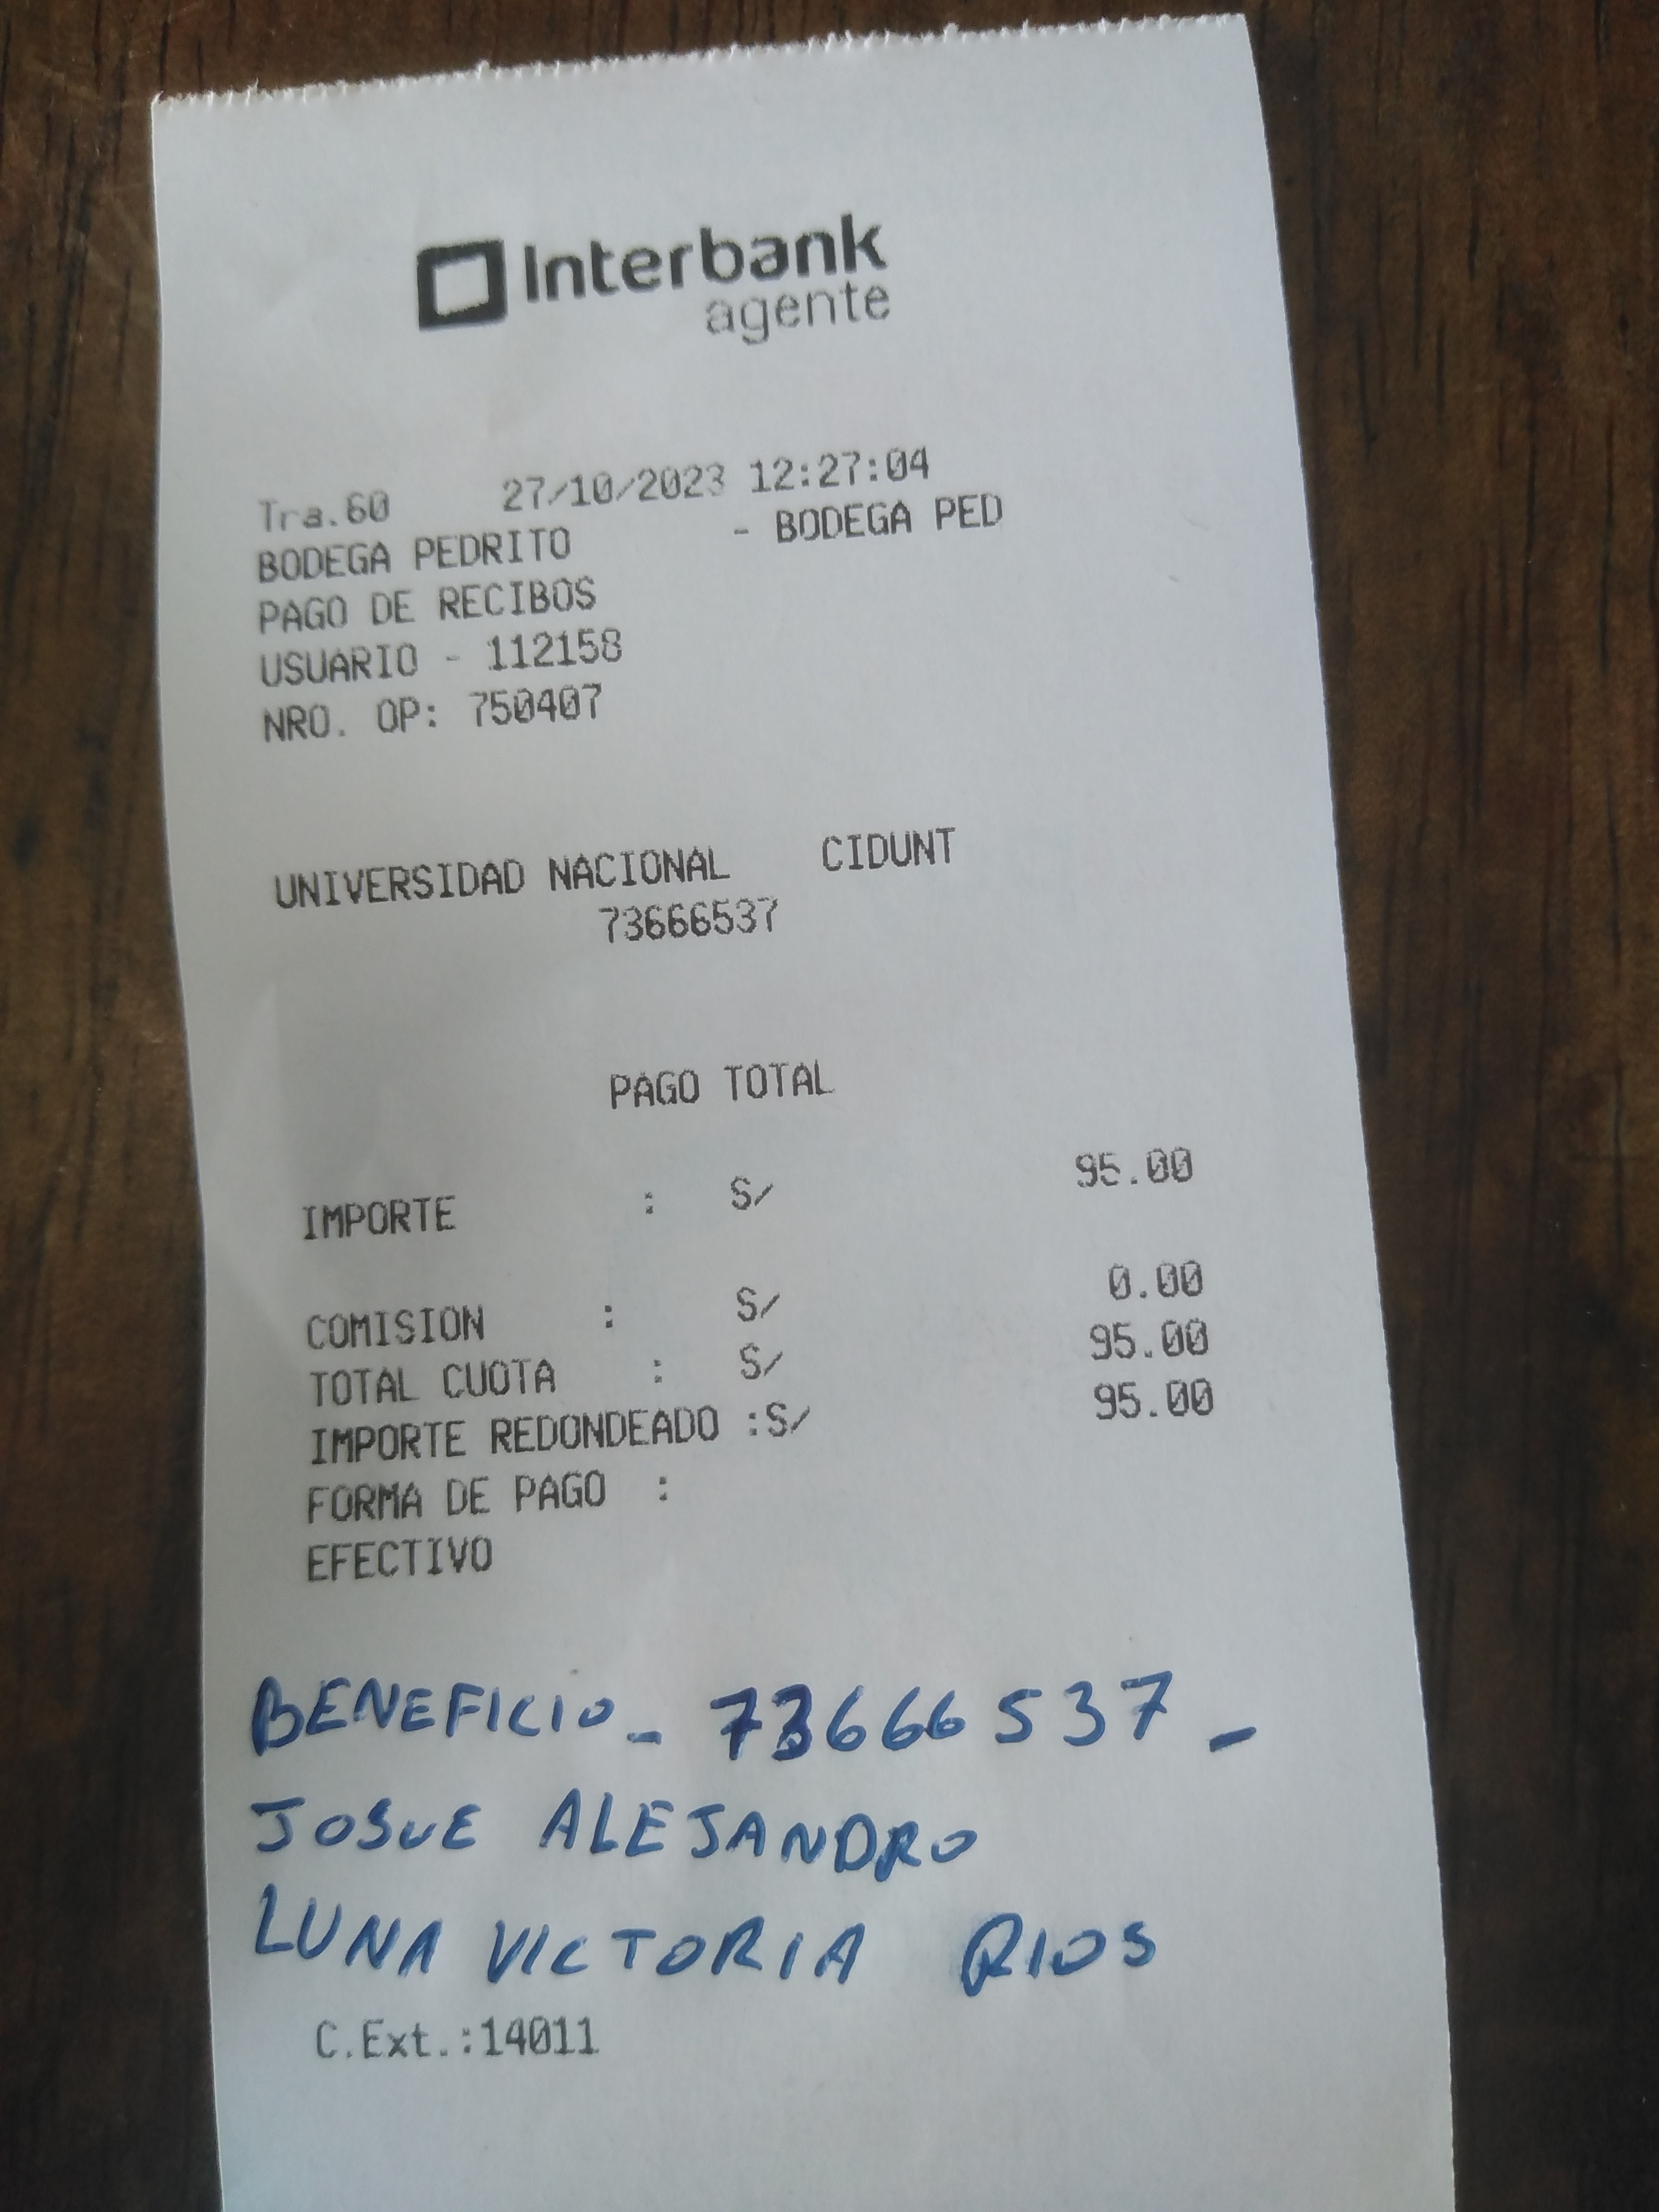 Interbank
agente
Tra.60 27/10/2023 12:27:04
BODEGA PEDRITO - BODEGA PED
PAGO DE RECIBOS
USUARIO - 112158
NRO. OP: 750407
UNIVERSIDAD NACIONAL CIDUNT
73666537
PAGO TOTAL
IMPORTE : S/ 95.00
COMISION : S/ 0.00
TOTAL CUOTA : S/ 95.00
IMPORTE REDONDEADO :S/ 95.00
FORMA DE PAGO :
EFECTIVO
BENEFICIO - 73666537 -
JOSUE ALEJANDRO
LUNA VICTORIA RIOS
C.Ext.:14011